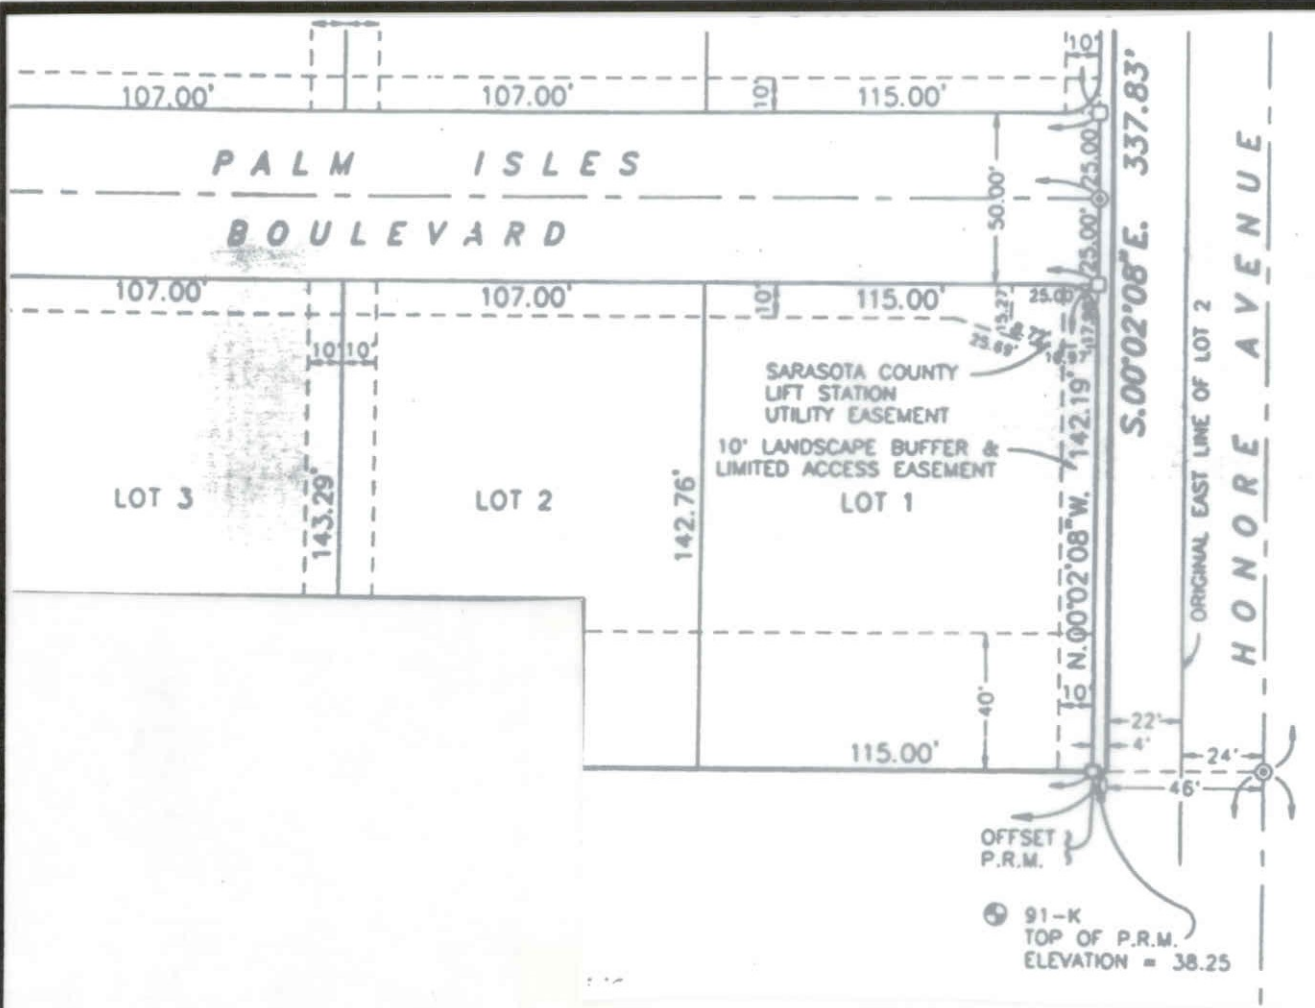 10'
107.00' 107.00' 10' 115.00'
PALM ISLES
BOULEVARD
50.00'
25.00'
25.00'
S.00°02'08"E. 337.83'
107.00' 107.00' 10' 115.00'
15.27'
25.00'
25.69'
10' 10'
SARASOTA COUNTY
LIFT STATION
UTILITY EASEMENT
10' LANDSCAPE BUFFER &
LIMITED ACCESS EASEMENT
LOT 3
143.29'
LOT 2
142.76'
LOT 1
N.00°02'08"W. 142.19'
ORIGINAL EAST LINE OF LOT 2
HONORE AVENUE
40'
10'
22'
4'
24'
46'
115.00'
OFFSET
P.R.M.
91-K
TOP OF P.R.M.
ELEVATION = 38.25